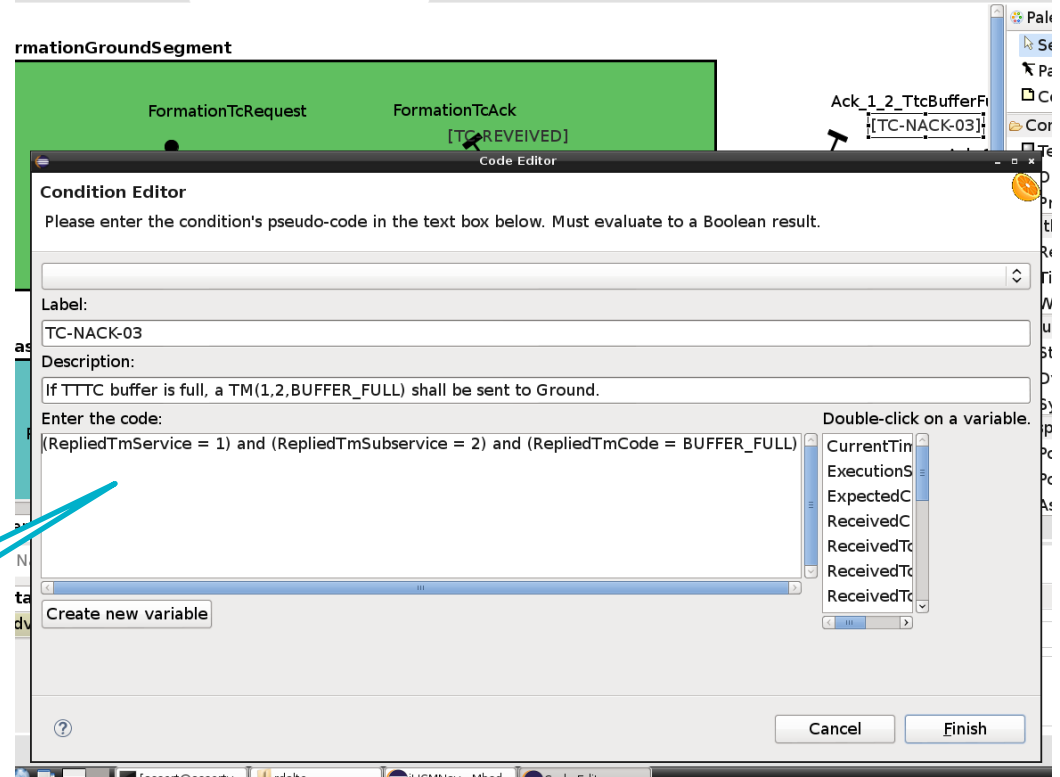 rmationGroundSegment
FormationTcRequest
FormationTcAck
[TC-REVEIVED]
Ack_1_2_TtcBufferFu
[TC-NACK-03]
Pale
Se
Pa
Co
Cor
Te
Code Editor
Condition Editor
Please enter the condition's pseudo-code in the text box below. Must evaluate to a Boolean result.
Label:
TC-NACK-03
Description:
If TTTC buffer is full, a TM(1,2,BUFFER_FULL) shall be sent to Ground.
Enter the code:
Double-click on a variable.
(RepliedTmService = 1) and (RepliedTmSubservice = 2) and (RepliedTmCode = BUFFER_FULL)
CurrentTim
ExecutionS
ExpectedC
ReceivedC
ReceivedTc
ReceivedTc
ReceivedTc
Create new variable
Cancel
Finish